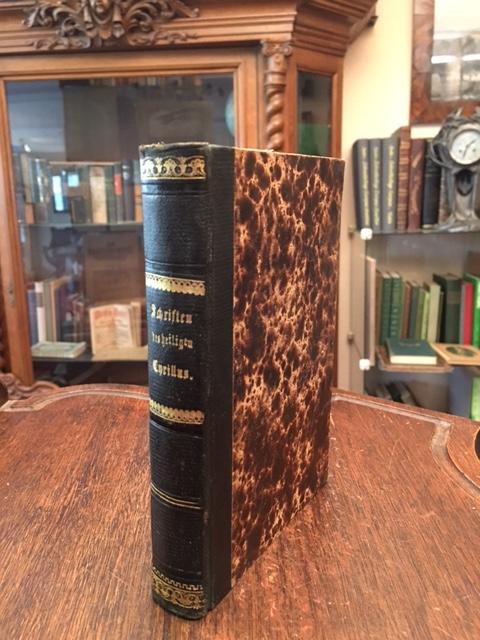 Schriften
des heiligen
Cyrillus.